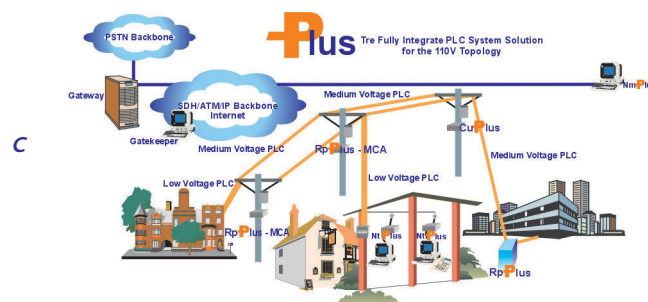 PSTN Backbone
Plus
Tre Fully Integrate PLC System Solution
for the 110V Topology
Gateway
SDH/ATM/IP Backbone
Internet
Medium Voltage PLC
NmPlus
C
Gatekeeper
Medium Voltage PLC
RpPlus - MCA
CuPlus
Low Voltage PLC
Low Voltage PLC
Medium Voltage PLC
RpPlus - MCA
NtPlus
NtPlus
RpPlus